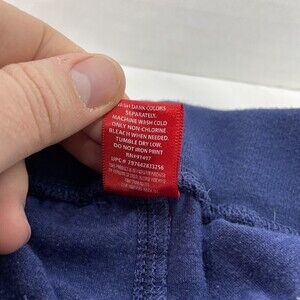 WASH DARK COLORS
SEPARATELY.
MACHINE WASH COLD
ONLY NON-CHLORINE
BLEACH WHEN NEEDED.
TUMBLE DRY LOW.
DO NOT IRON PRINT
RN#91497
UPC# 797642833256